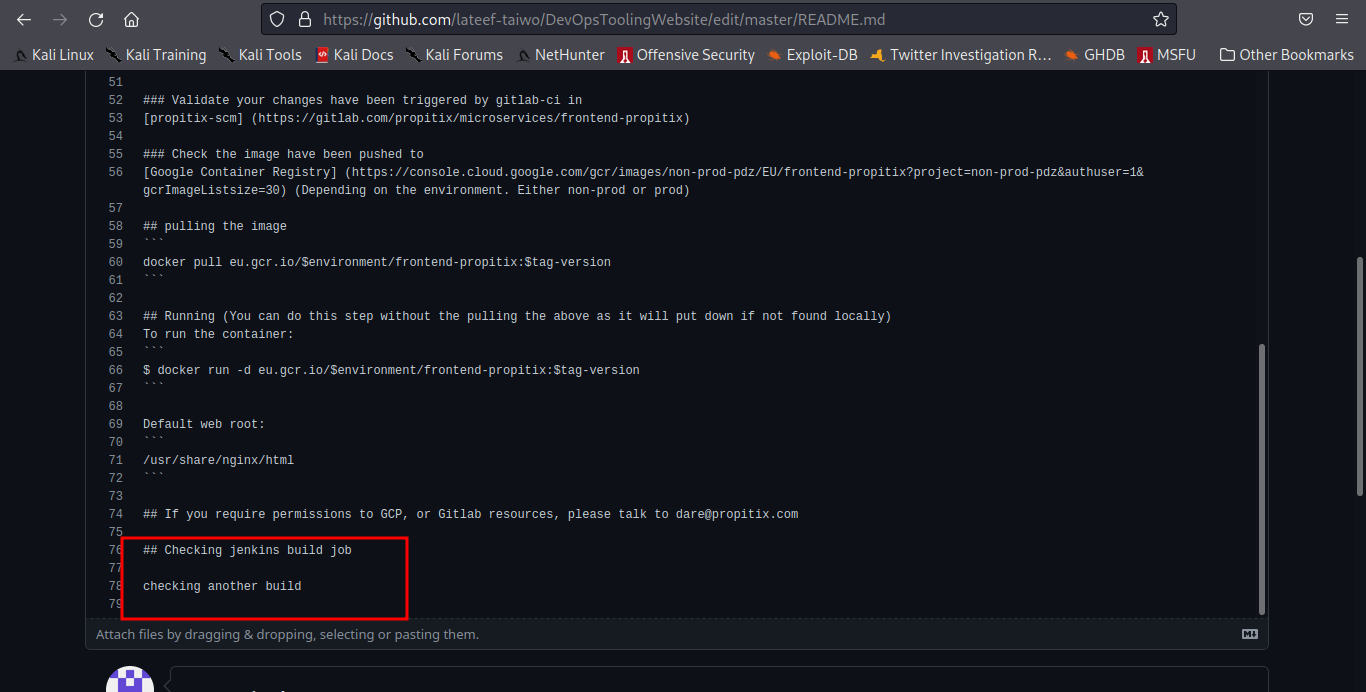 https://github.com/lateef-taiwo/DevOpsToolingWebsite/edit/master/README.md
Kali Linux Kali Training Kali Tools Kali Docs Kali Forums NetHunter Offensive Security Exploit-DB Twitter Investigation R... GHDB MSFU Other Bookmarks
51
52 ### Validate your changes have been triggered by gitlab-ci in
53 [propitix-scm] (https://gitlab.com/propitix/microservices/frontend-propitix)
54
55 ### Check the image have been pushed to
56 [Google Container Registry] (https://console.cloud.google.com/gcr/images/non-prod-pdz/EU/frontend-propitix?project=non-prod-pdz&authuser=1&
gcrImageListsize=30) (Depending on the environment. Either non-prod or prod)
57
58 ## pulling the image
59 ```
60 docker pull eu.gcr.io/$environment/frontend-propitix:$tag-version
61 ```
62
63 ## Running (You can do this step without the pulling the above as it will put down if not found locally)
64 To run the container:
65 ```
66 $ docker run -d eu.gcr.io/$environment/frontend-propitix:$tag-version
67 ```
68
69 Default web root:
70 ```
71 /usr/share/nginx/html
72 ```
73
74 ## If you require permissions to GCP, or Gitlab resources, please talk to dare@propitix.com
75
76 ## Checking jenkins build job
77
78 checking another build
79
Attach files by dragging & dropping, selecting or pasting them.